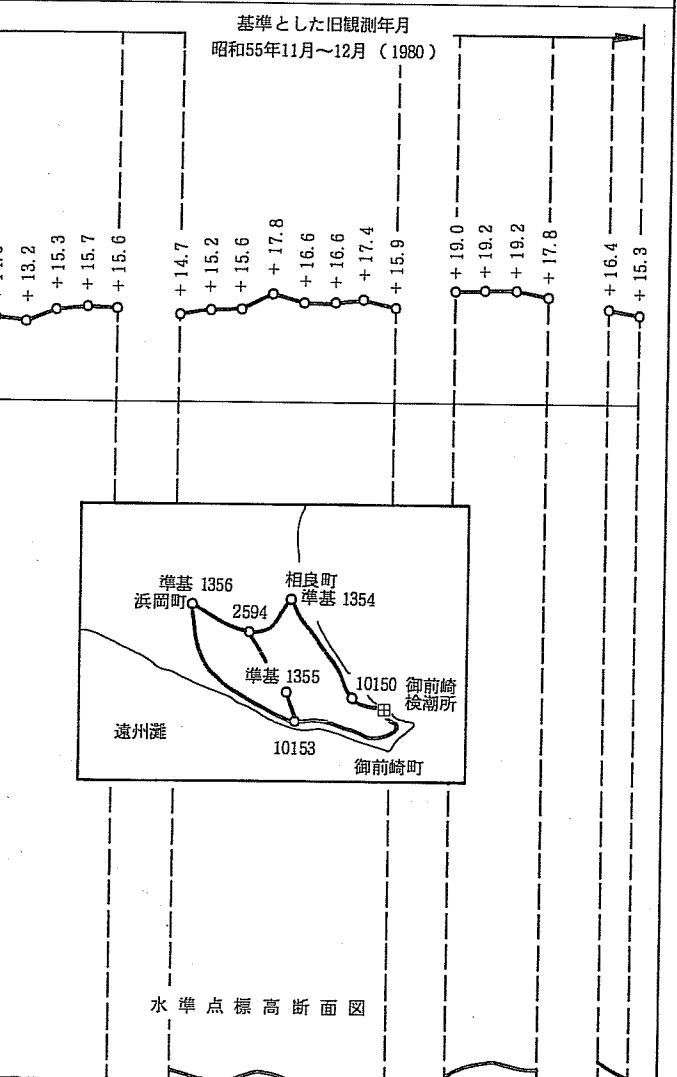 基準とした旧観測年月
昭和55年11月～12月（1980）
+13.2
+15.3
+15.7
+15.6
+14.7
+15.2
+15.6
+17.8
+16.6
+16.6
+17.4
+15.9
+19.0
+19.2
+19.2
+17.8
+16.4
+15.3
準基 1356
浜岡町
2594
相良町
準基 1354
準基 1355
10150
御前崎
検潮所
遠州灘
10153
御前崎町
水準点標高断面図